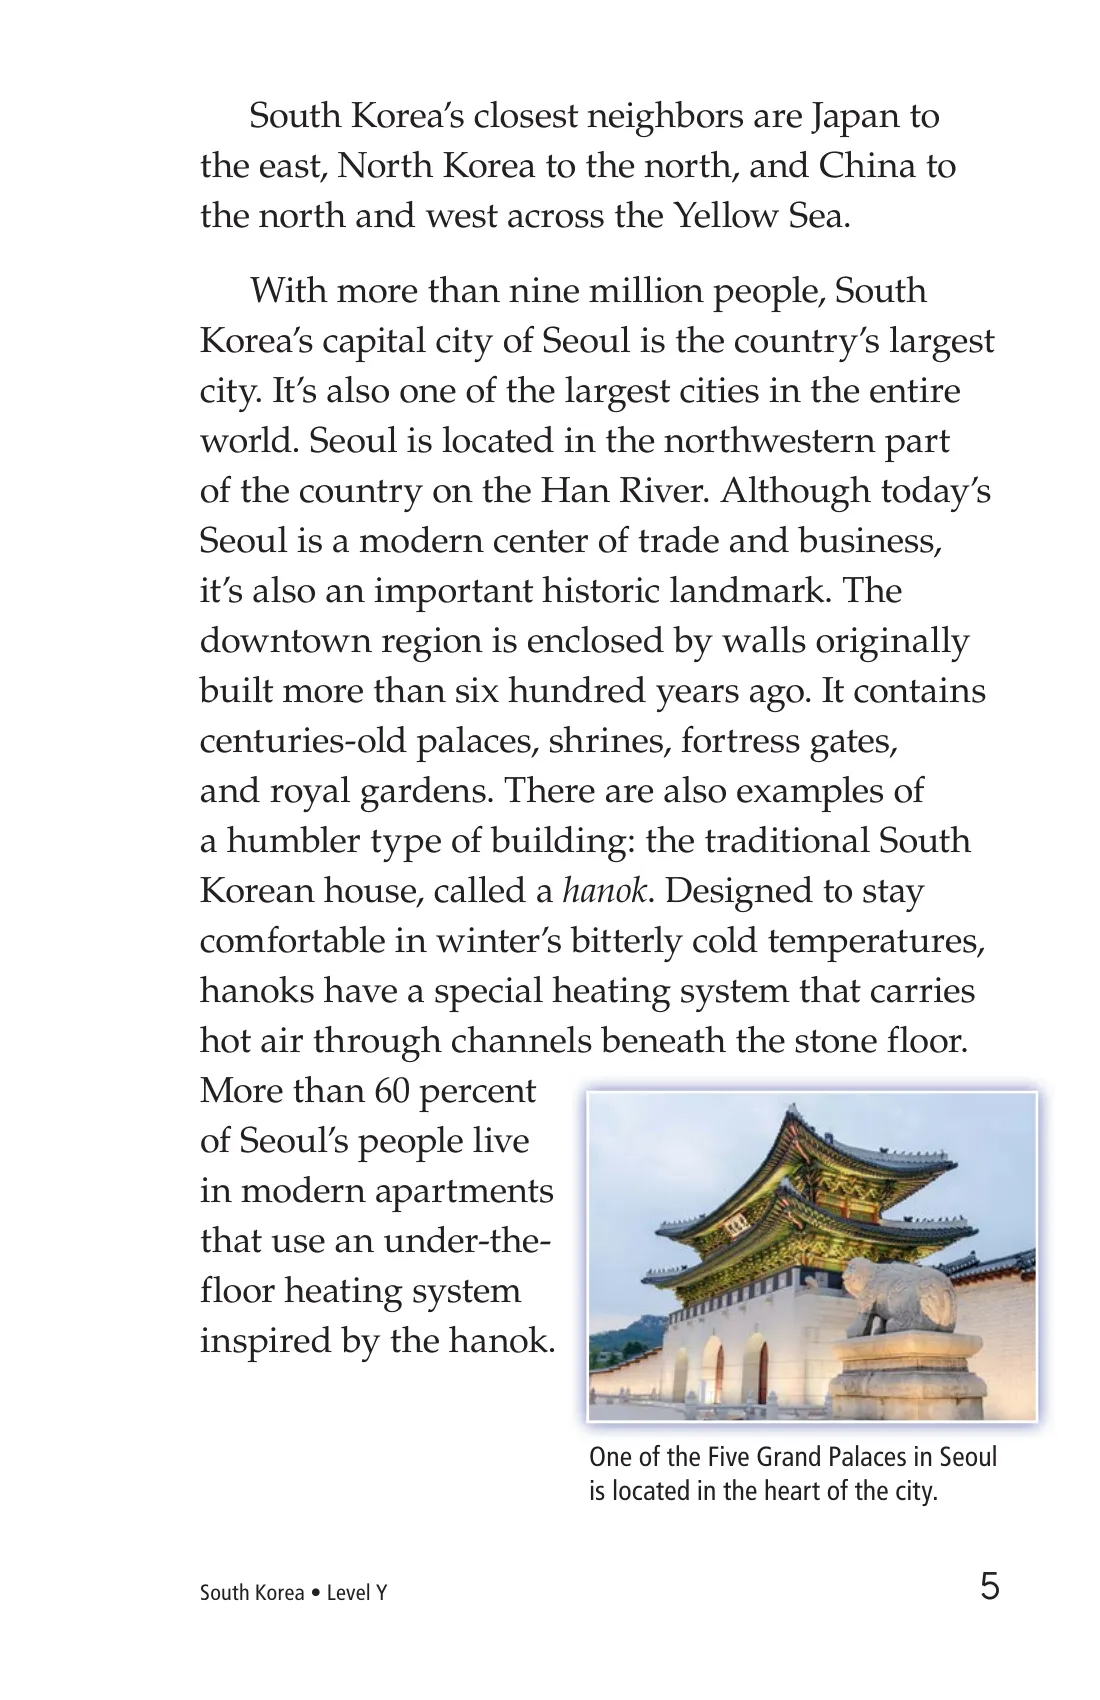 South Korea’s closest neighbors are Japan to
the east, North Korea to the north, and China to
the north and west across the Yellow Sea.
With more than nine million people, South
Korea’s capital city of Seoul is the country’s largest
city. It’s also one of the largest cities in the entire
world. Seoul is located in the northwestern part
of the country on the Han River. Although today’s
Seoul is a modern center of trade and business,
it’s also an important historic landmark. The
downtown region is enclosed by walls originally
built more than six hundred years ago. It contains
centuries-old palaces, shrines, fortress gates,
and royal gardens. There are also examples of
a humbler type of building: the traditional South
Korean house, called a hanok. Designed to stay
comfortable in winter’s bitterly cold temperatures,
hanoks have a special heating system that carries
hot air through channels beneath the stone floor.
More than 60 percent
of Seoul’s people live
in modern apartments
that use an under-the-
floor heating system
inspired by the hanok.
One of the Five Grand Palaces in Seoul
is located in the heart of the city.
South Korea • Level Y
5